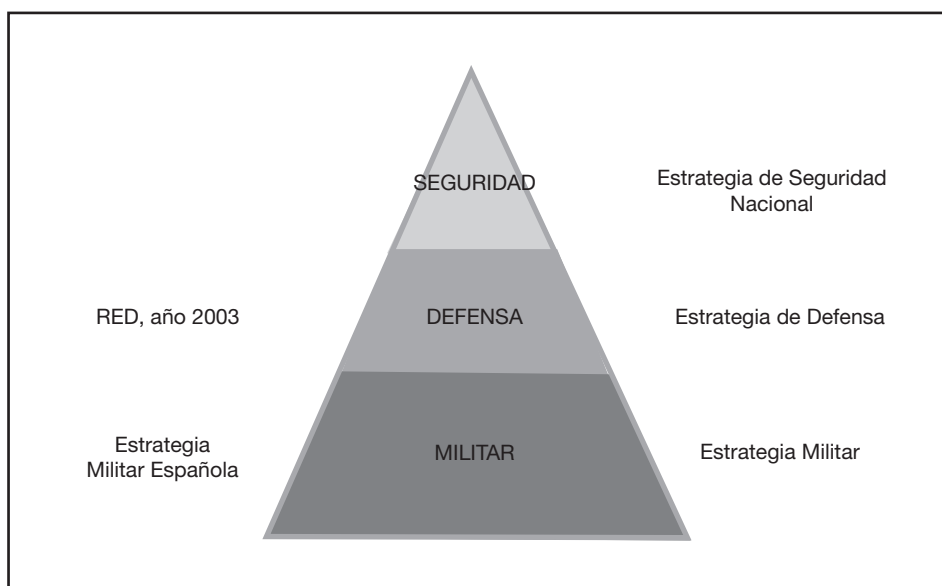 SEGURIDAD
Estrategia de Seguridad
Nacional
RED, año 2003
DEFENSA
Estrategia de Defensa
Estrategia
Militar Española
MILITAR
Estrategia Militar